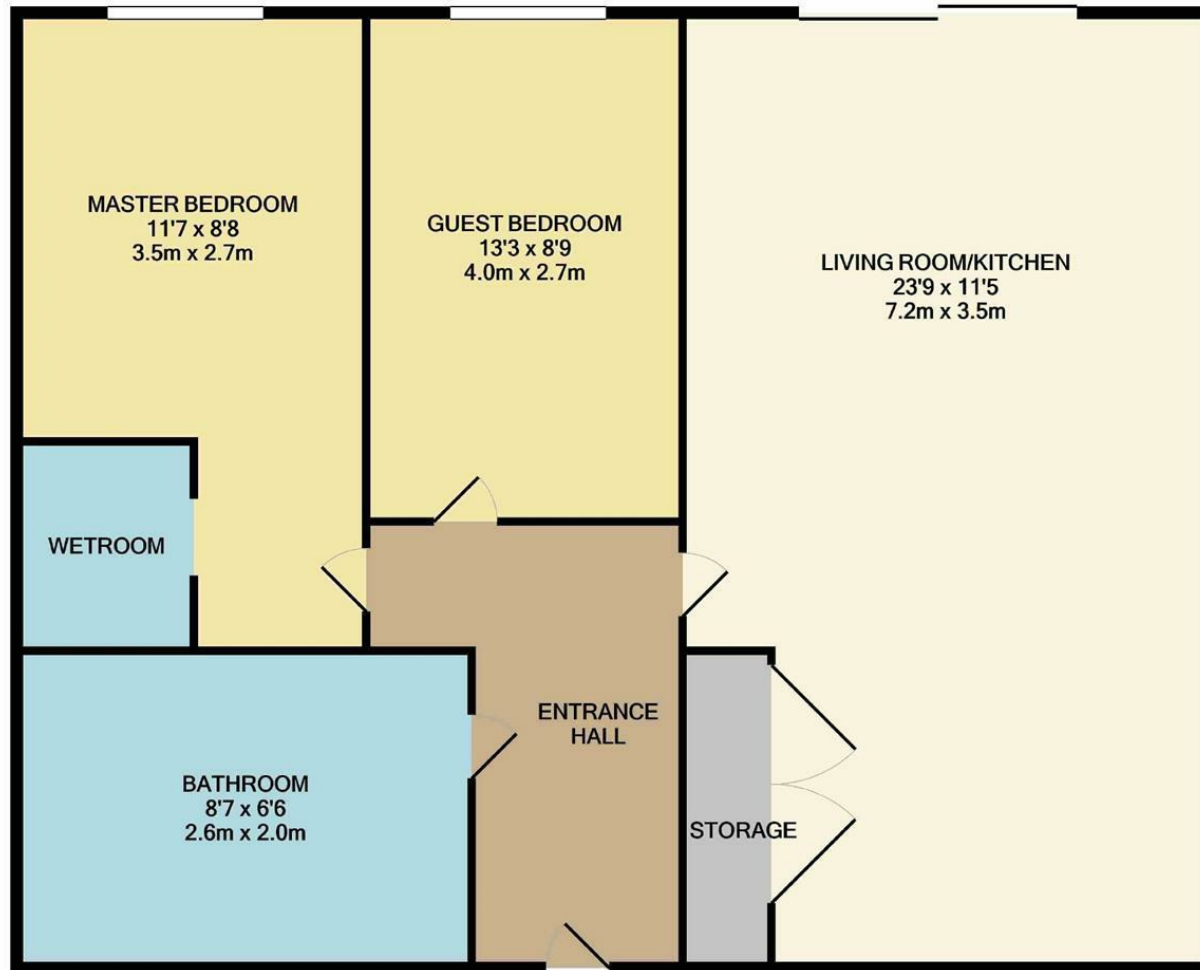 MASTER BEDROOM
11'7 x 8'8
3.5m x 2.7m
GUEST BEDROOM
13'3 x 8'9
4.0m x 2.7m
LIVING ROOM/KITCHEN
23'9 x 11'5
7.2m x 3.5m
WETROOM
ENTRANCE
HALL
BATHROOM
8'7 x 6'6
2.6m x 2.0m
STORAGE